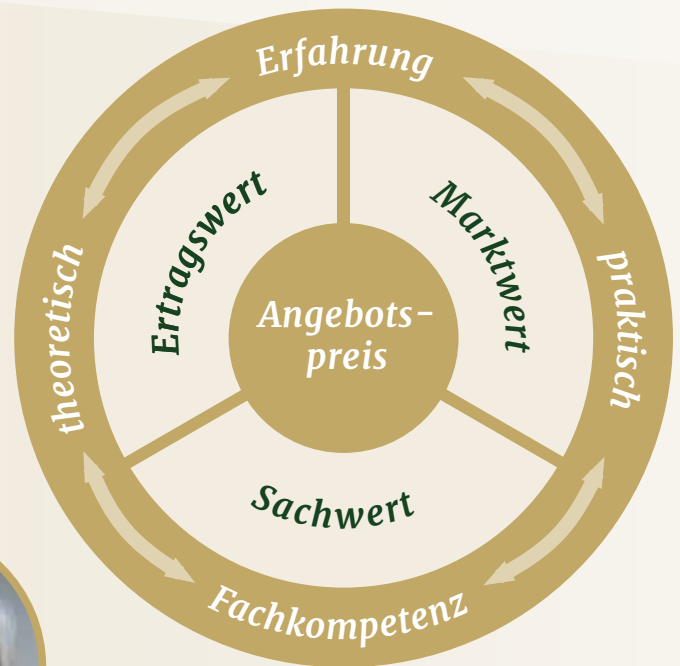 Erfahrung
theoretisch
praktisch
Ertragswert
Marktwert
Angebots-
preis
Sachwert
Fachkompetenz